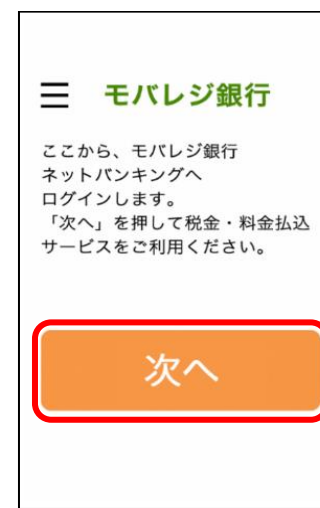 モバレジ銀行
ここから、モバレジ銀行
ネットバンキングへ
ログインします。
「次へ」を押して税金・料金払込
サービスをご利用ください。
次へ